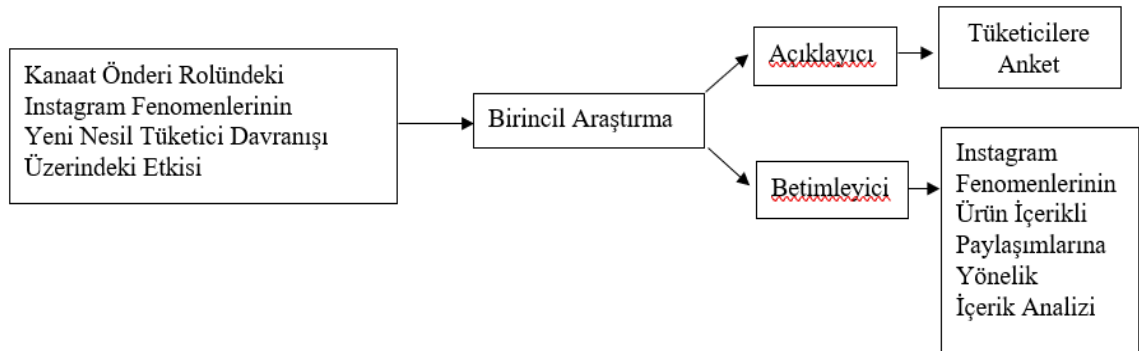 Kanaat Önderi Rolündeki
Instagram Fenomenlerinin
Yeni Nesil Tüketici Davranışı
Üzerindeki Etkisi
Birincil Araştırma
Açıklayıcı
Tüketicilere
Anket
Betimleyici
Instagram
Fenomenlerinin
Ürün İçerikli
Paylaşımlarına
Yönelik
İçerik Analizi